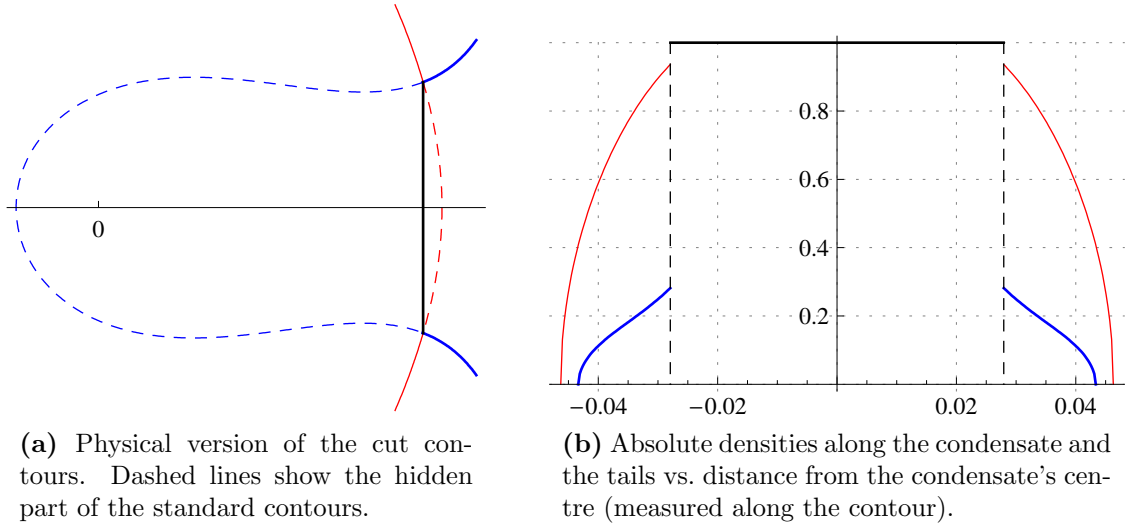 0
0.8
0.6
0.4
0.2
−0.04
−0.02
0.02
0.04
(a) Physical version of the cut con-
tours. Dashed lines show the hidden
part of the standard contours.
(b) Absolute densities along the condensate and
the tails vs. distance from the condensate's cen-
tre (measured along the contour).